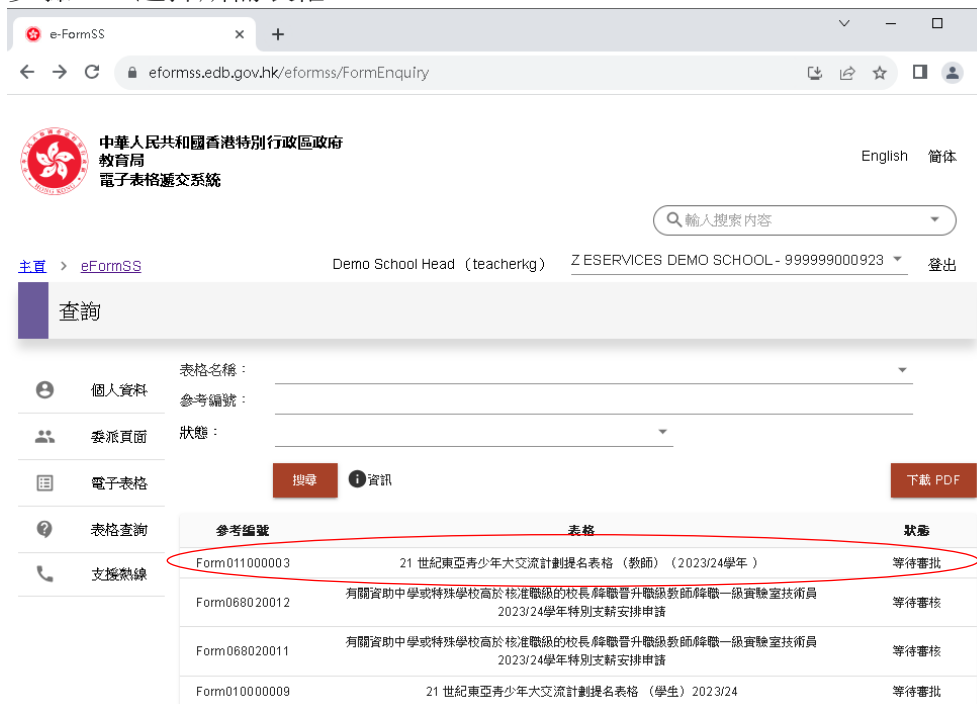 e-FormSS
eformss.edb.gov.hk/eformss/FormEnquiry
中華人民共和國香港特別行政區政府
教育局
電子表格遞交系統
English 简体
輸入搜索內容
主頁 > eFormSS Demo School Head (teacherkg) Z ESERVICES DEMO SCHOOL - 999999000923 登出
查詢
表格名稱：
個人資料
參考編號：
委派頁面
狀態：
電子表格
搜尋 資訊 下載 PDF
表格查詢
參考編號 表格 狀態
支援熱線
Form011000003 21 世紀東亞青少年大交流計劃提名表格 （教師）（2023/24學年 ） 等待審批
Form068020012 有關資助中學或特殊學校高於核准職級的校長/降職晉升職級教師/降職一級實驗室技術員 2023/24學年特別支薪安排申請 等待審核
Form068020011 有關資助中學或特殊學校高於核准職級的校長/降職晉升職級教師/降職一級實驗室技術員 2023/24學年特別支薪安排申請 等待審核
Form010000009 21 世紀東亞青少年大交流計劃提名表格 （學生）2023/24 等待審批